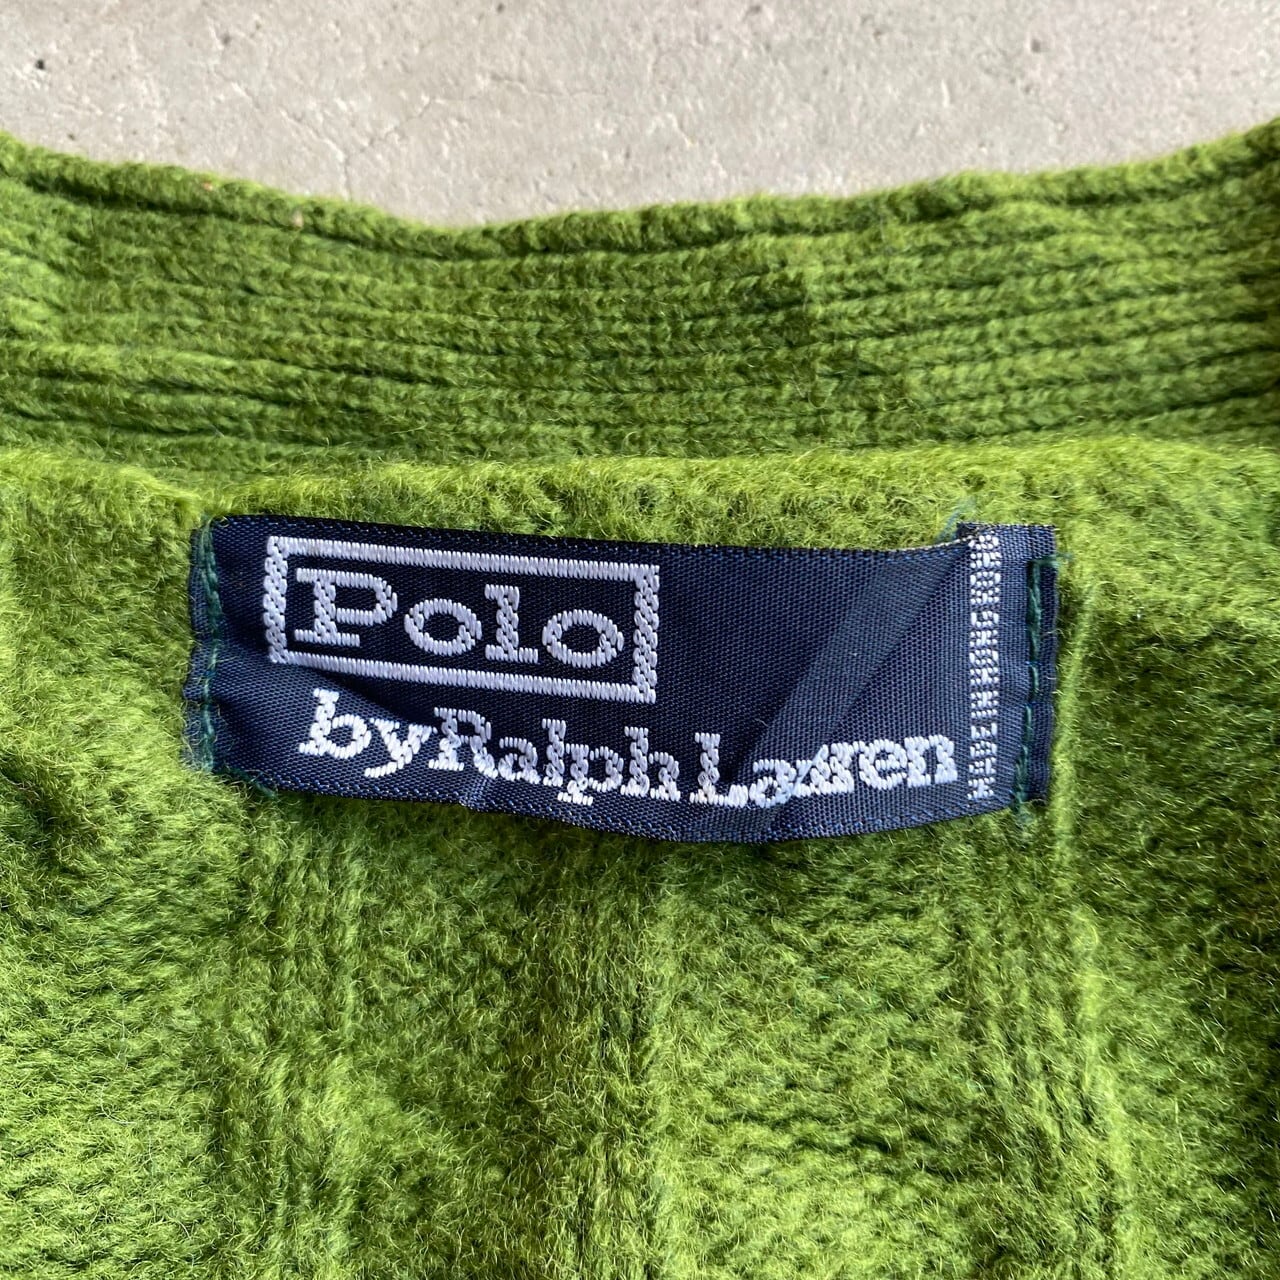 Polo
by Ralph Lauren
MADE IN HONG KONG